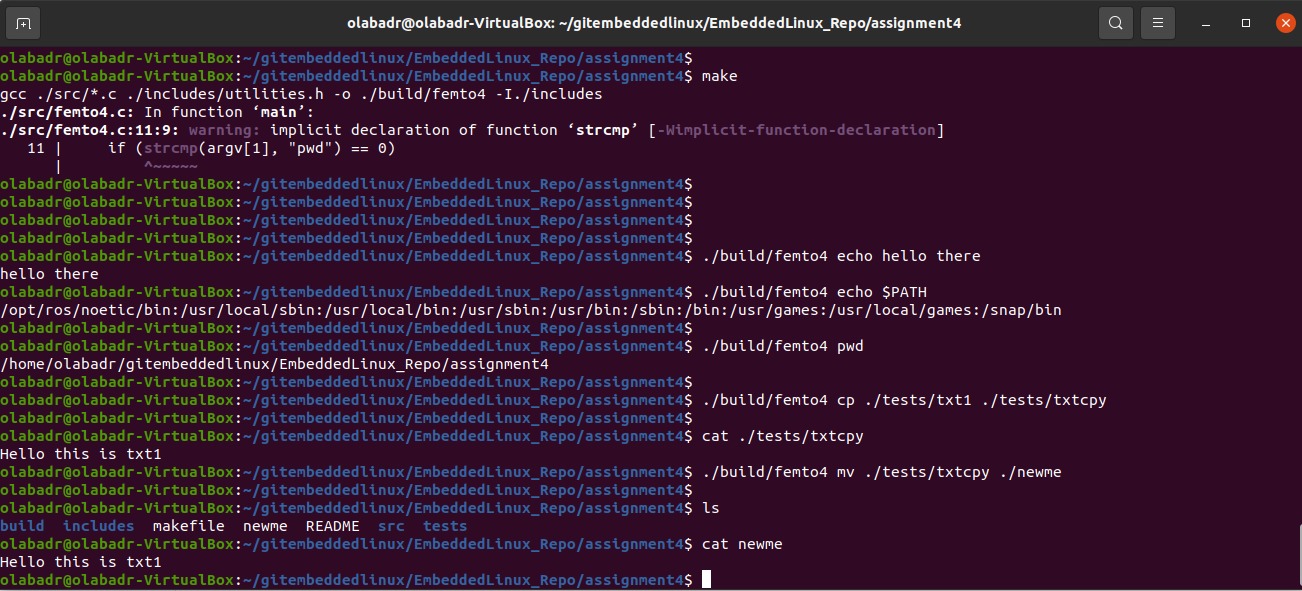 olabadr@olabadr-VirtualBox: ~/gitembeddedlinux/EmbeddedLinux_Repo/assignment4
olabadr@olabadr-VirtualBox:~/gitembeddedlinux/EmbeddedLinux_Repo/assignment4$
olabadr@olabadr-VirtualBox:~/gitembeddedlinux/EmbeddedLinux_Repo/assignment4$ make
gcc ./src/*.c ./includes/utilities.h -o ./build/femto4 -I./includes
./src/femto4.c: In function ‘main’:
./src/femto4.c:11:9: warning: implicit declaration of function ‘strcmp’ [-Wimplicit-function-declaration]
   11 |     if (strcmp(argv[1], "pwd") == 0)
      |         ^~~~~~
olabadr@olabadr-VirtualBox:~/gitembeddedlinux/EmbeddedLinux_Repo/assignment4$
olabadr@olabadr-VirtualBox:~/gitembeddedlinux/EmbeddedLinux_Repo/assignment4$
olabadr@olabadr-VirtualBox:~/gitembeddedlinux/EmbeddedLinux_Repo/assignment4$
olabadr@olabadr-VirtualBox:~/gitembeddedlinux/EmbeddedLinux_Repo/assignment4$
olabadr@olabadr-VirtualBox:~/gitembeddedlinux/EmbeddedLinux_Repo/assignment4$ ./build/femto4 echo hello there
hello there
olabadr@olabadr-VirtualBox:~/gitembeddedlinux/EmbeddedLinux_Repo/assignment4$ ./build/femto4 echo $PATH
/opt/ros/noetic/bin:/usr/local/sbin:/usr/local/bin:/usr/sbin:/usr/bin:/sbin:/bin:/usr/games:/usr/local/games:/snap/bin
olabadr@olabadr-VirtualBox:~/gitembeddedlinux/EmbeddedLinux_Repo/assignment4$
olabadr@olabadr-VirtualBox:~/gitembeddedlinux/EmbeddedLinux_Repo/assignment4$ ./build/femto4 pwd
/home/olabadr/gitembeddedlinux/EmbeddedLinux_Repo/assignment4
olabadr@olabadr-VirtualBox:~/gitembeddedlinux/EmbeddedLinux_Repo/assignment4$
olabadr@olabadr-VirtualBox:~/gitembeddedlinux/EmbeddedLinux_Repo/assignment4$ ./build/femto4 cp ./tests/txt1 ./tests/txtcpy
olabadr@olabadr-VirtualBox:~/gitembeddedlinux/EmbeddedLinux_Repo/assignment4$
olabadr@olabadr-VirtualBox:~/gitembeddedlinux/EmbeddedLinux_Repo/assignment4$ cat ./tests/txtcpy
Hello this is txt1
olabadr@olabadr-VirtualBox:~/gitembeddedlinux/EmbeddedLinux_Repo/assignment4$ ./build/femto4 mv ./tests/txtcpy ./newme
olabadr@olabadr-VirtualBox:~/gitembeddedlinux/EmbeddedLinux_Repo/assignment4$
olabadr@olabadr-VirtualBox:~/gitembeddedlinux/EmbeddedLinux_Repo/assignment4$ ls
build  includes  makefile  newme  README  src  tests
olabadr@olabadr-VirtualBox:~/gitembeddedlinux/EmbeddedLinux_Repo/assignment4$ cat newme
Hello this is txt1
olabadr@olabadr-VirtualBox:~/gitembeddedlinux/EmbeddedLinux_Repo/assignment4$